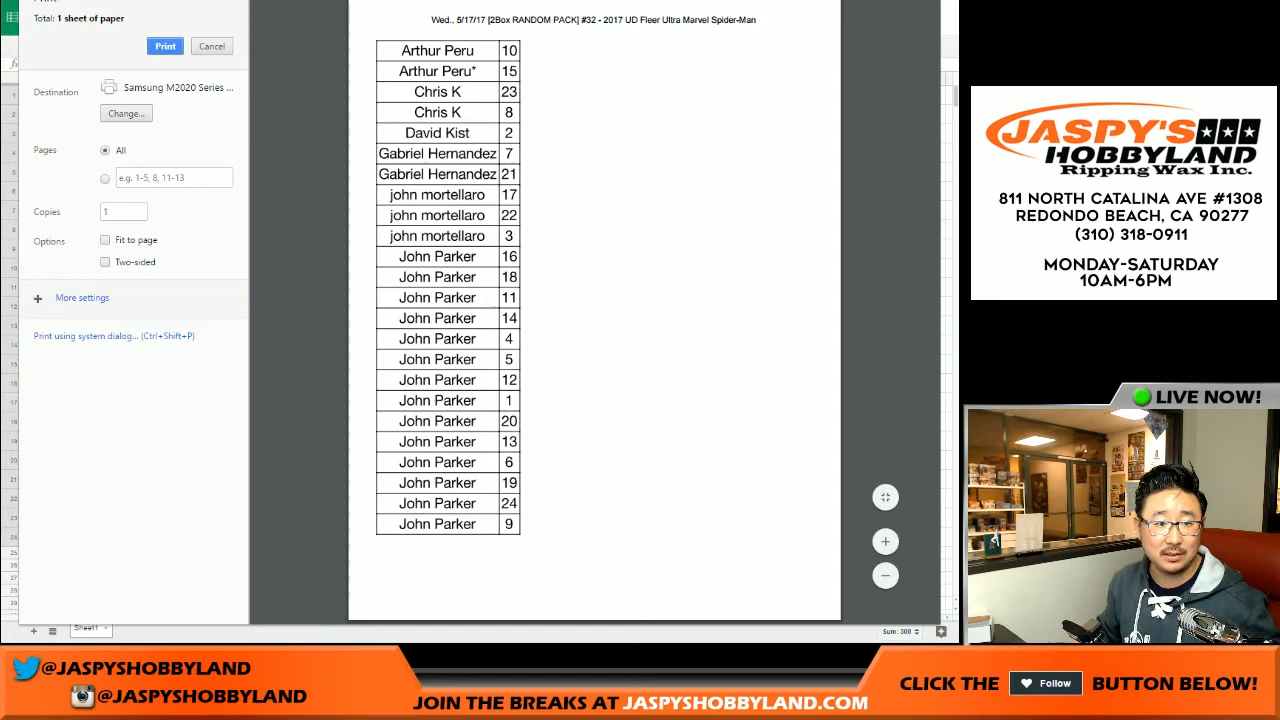 Total: 1 sheet of paper
Print Cancel
Destination Samsung M2020 Series ...
Change...
Pages All
e.g. 1-5, 8, 11-13
Copies 1
Options Fit to page
Two-sided
+ More settings
Print using system dialog... (Ctrl+Shift+P)
Wed., 5/17/17 [2Box RANDOM PACK] #32 - 2017 UD Fleer Ultra Marvel Spider-Man
Arthur Peru 10
Arthur Peru* 15
Chris K 23
Chris K 8
David Kist 2
Gabriel Hernandez 7
Gabriel Hernandez 21
john mortellaro 17
john mortellaro 22
john mortellaro 3
John Parker 16
John Parker 18
John Parker 11
John Parker 14
John Parker 4
John Parker 5
John Parker 12
John Parker 1
John Parker 20
John Parker 13
John Parker 6
John Parker 19
John Parker 24
John Parker 9
Sheet1
Sum: 300
JASPY'S
HOBBYLAND
Ripping Wax Inc.
811 NORTH CATALINA AVE #1308
REDONDO BEACH, CA 90277
(310) 318-0911
MONDAY-SATURDAY
10AM-6PM
LIVE NOW!
@JASPYSHOBBYLAND
@JASPYSHOBBYLAND
JOIN THE BREAKS AT JASPYSHOBBYLAND.COM
CLICK THE Follow BUTTON BELOW!